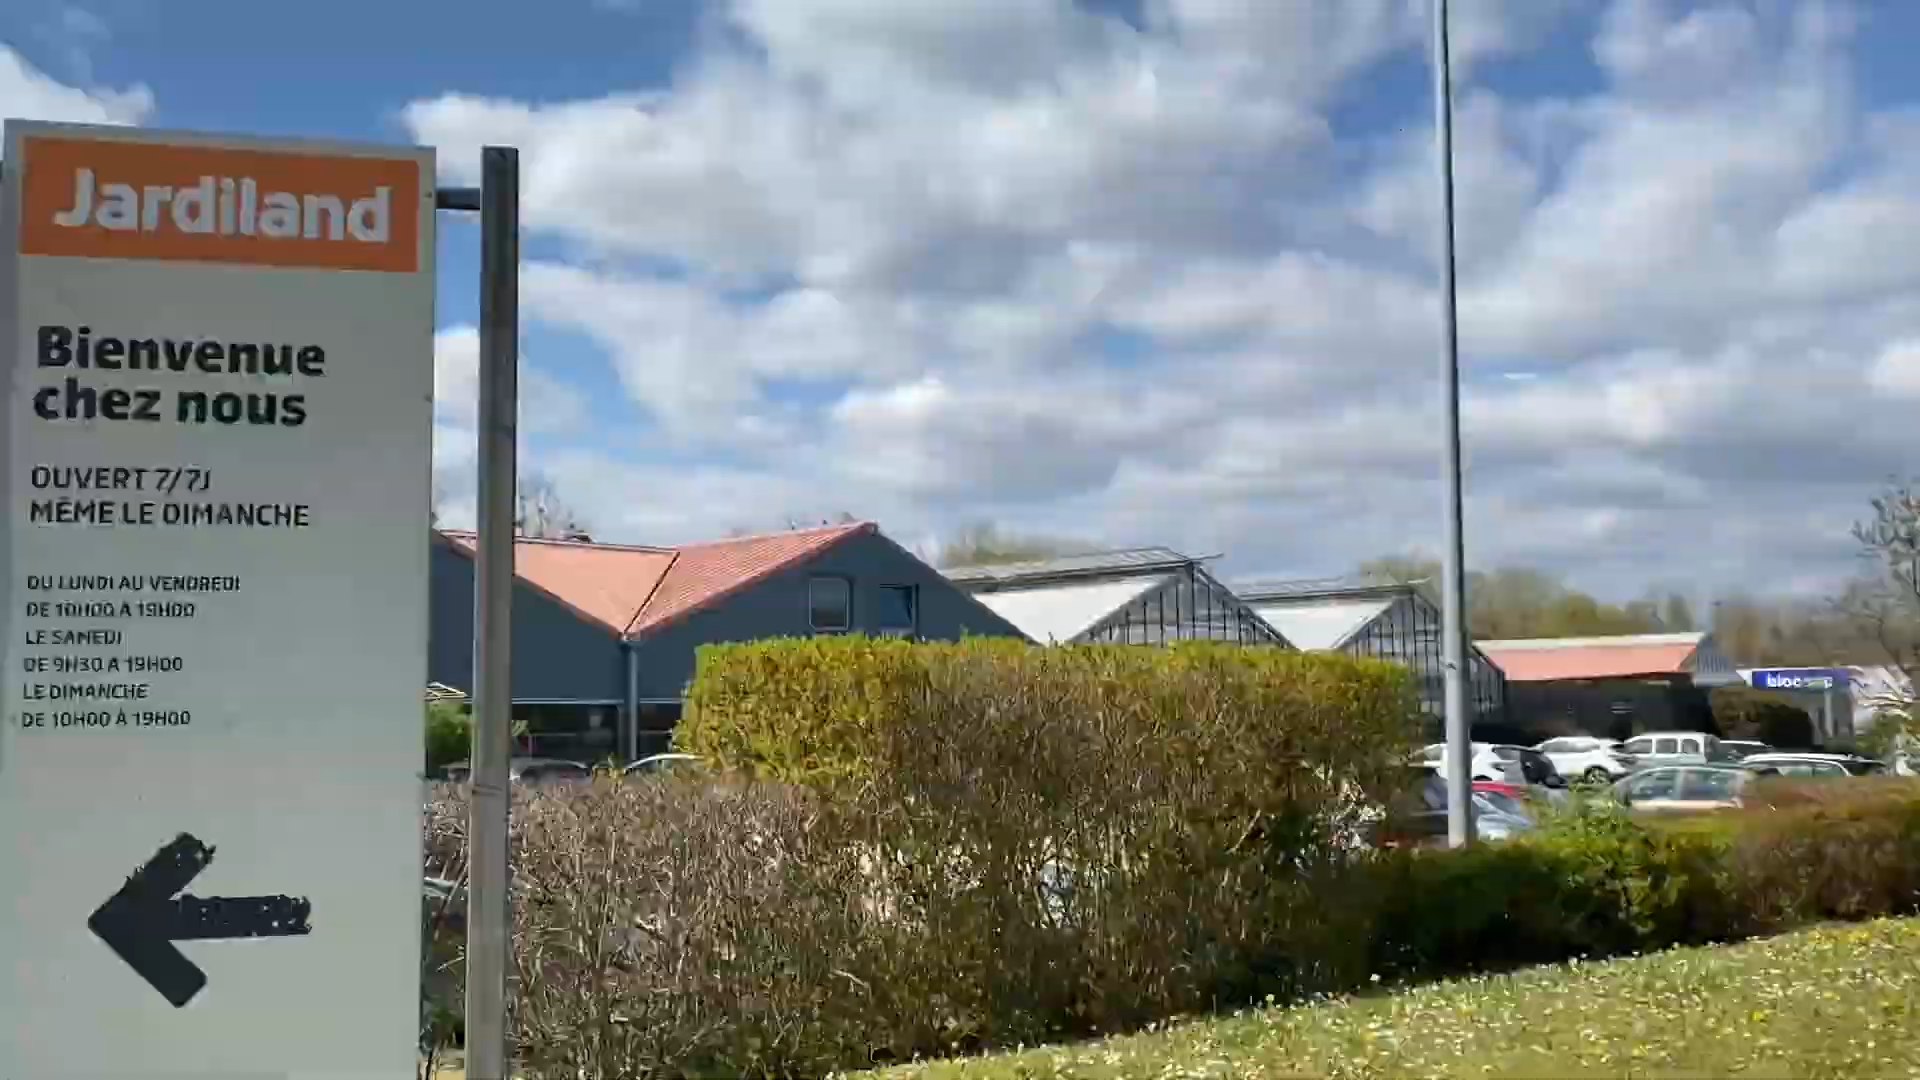 Jardiland
Bienvenue
chez nous
OUVERT 7/7J
MÊME LE DIMANCHE
DU LUNDI AU VENDREDI
DE 10H00 A 19H00
LE SAMEDI
DE 9H30 A 19H00
LE DIMANCHE
DE 10H00 À 19H00